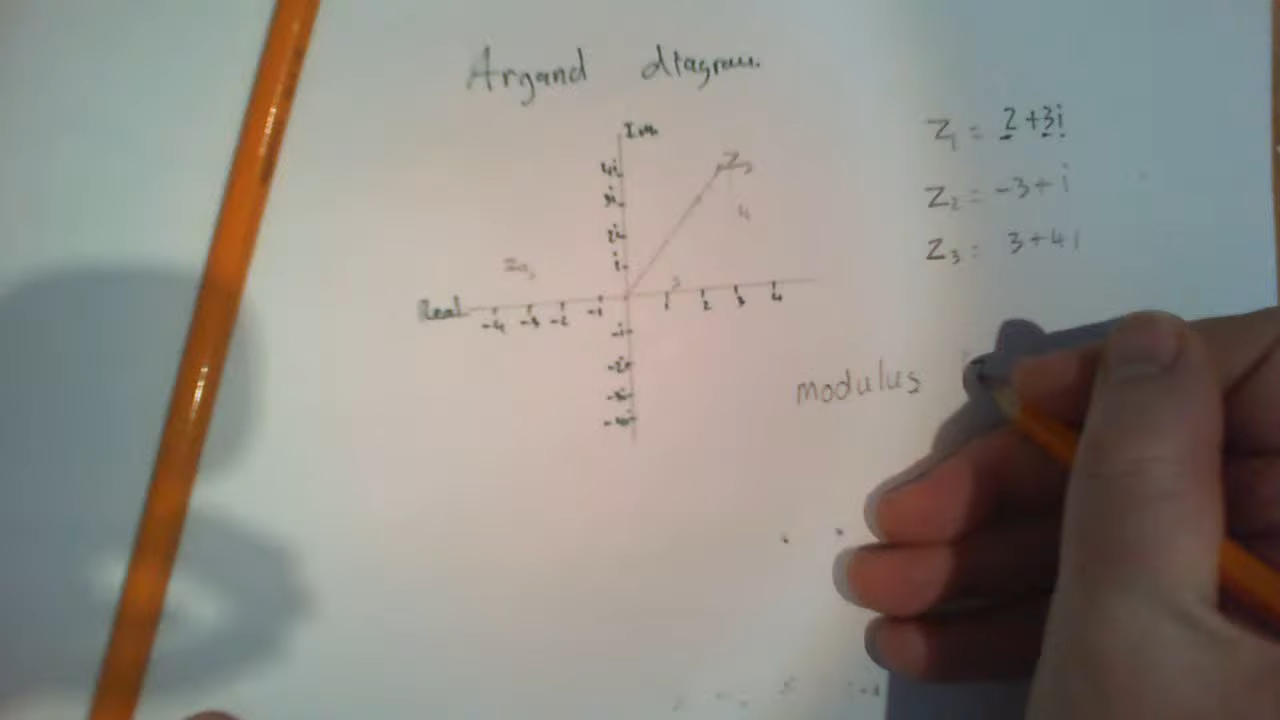 Argand diagram.
Im
4i
3i
2i
i
Real
-4 -3 -2 -1 1 2 3 4
-i
-2i
-3i
-4i
Z3
4
3
Z₁ = 2+3i
Z₂ = -3+i
Z₃ = 3+4i
modulus